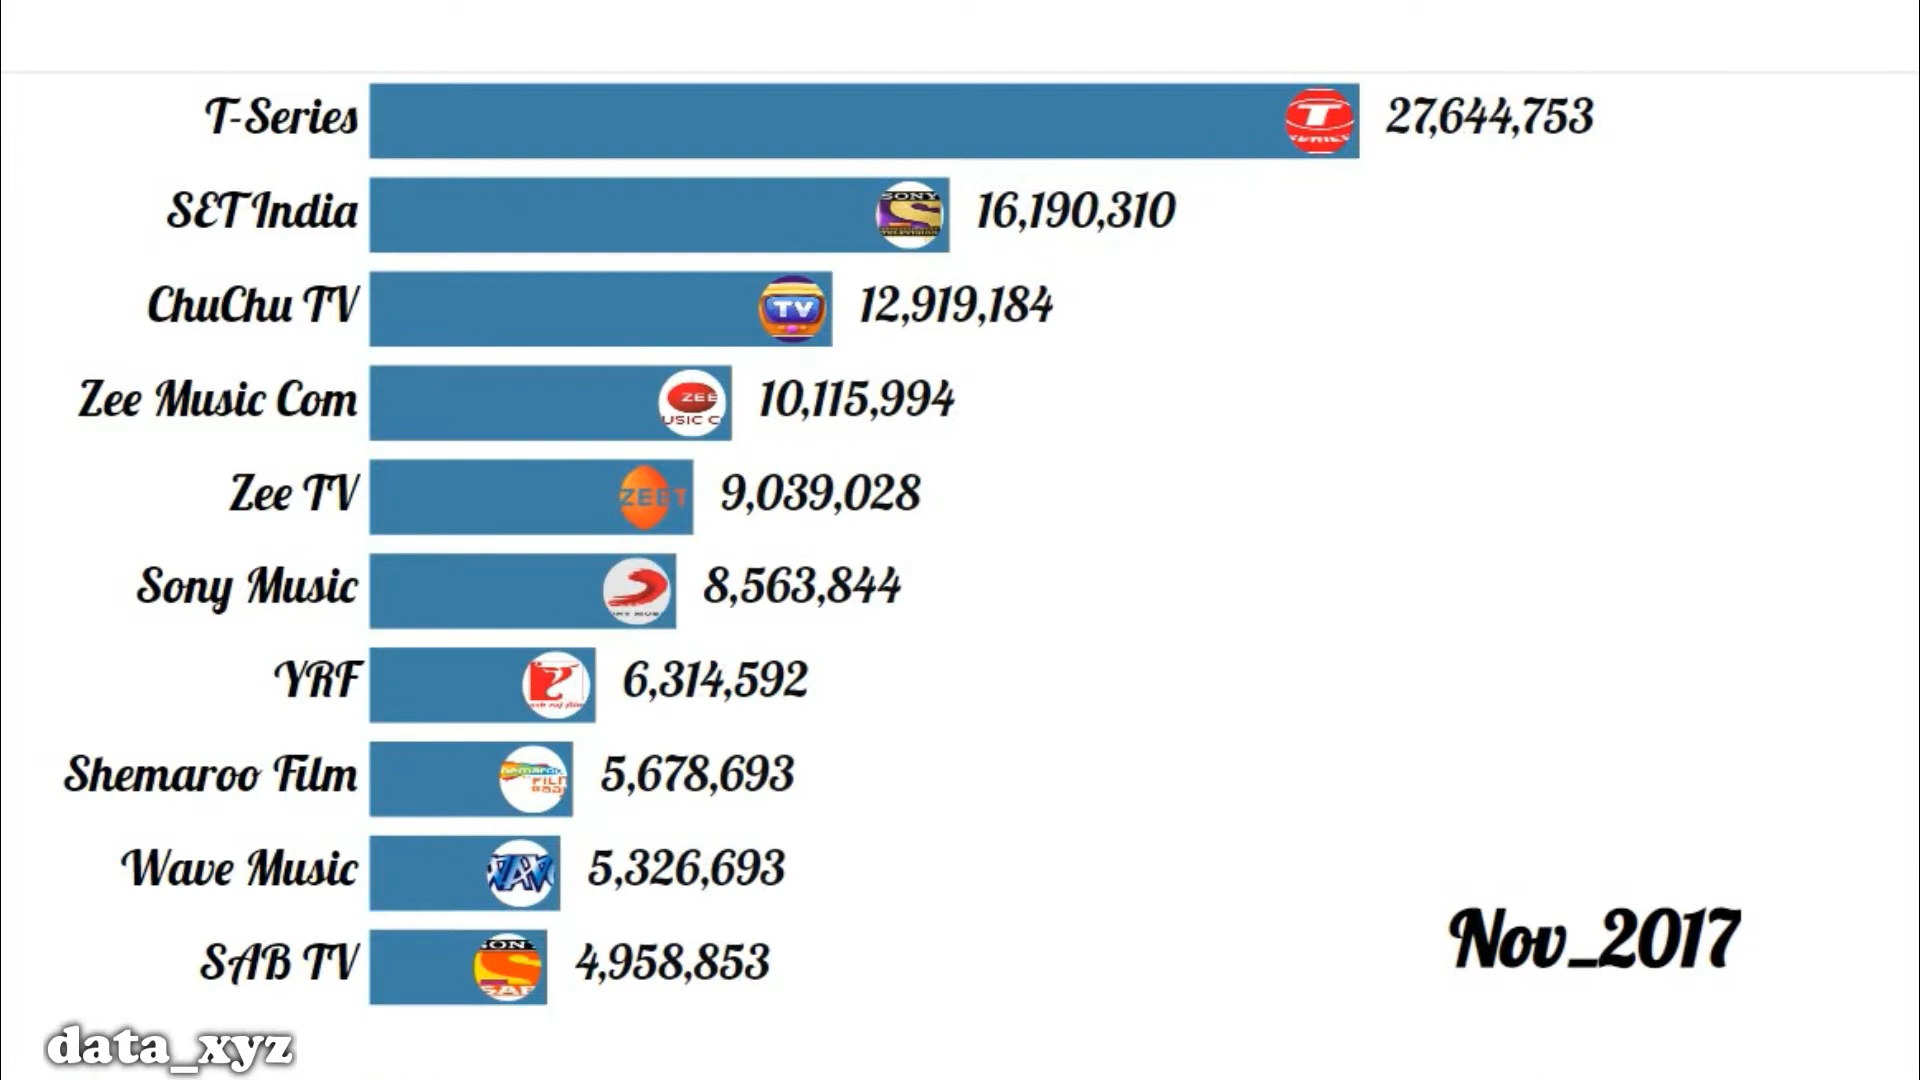 T-Series 27,644,753
SET India 16,190,310
ChuChu TV TV 12,919,184
Zee Music Com ZEE 10,115,994
Zee TV 9,039,028
Sony Music 8,563,844
YRF 6,314,592
Shemaroo Film 5,678,693
Wave Music 5,326,693
SAB TV 4,958,853
Nov_2017
data_xyz